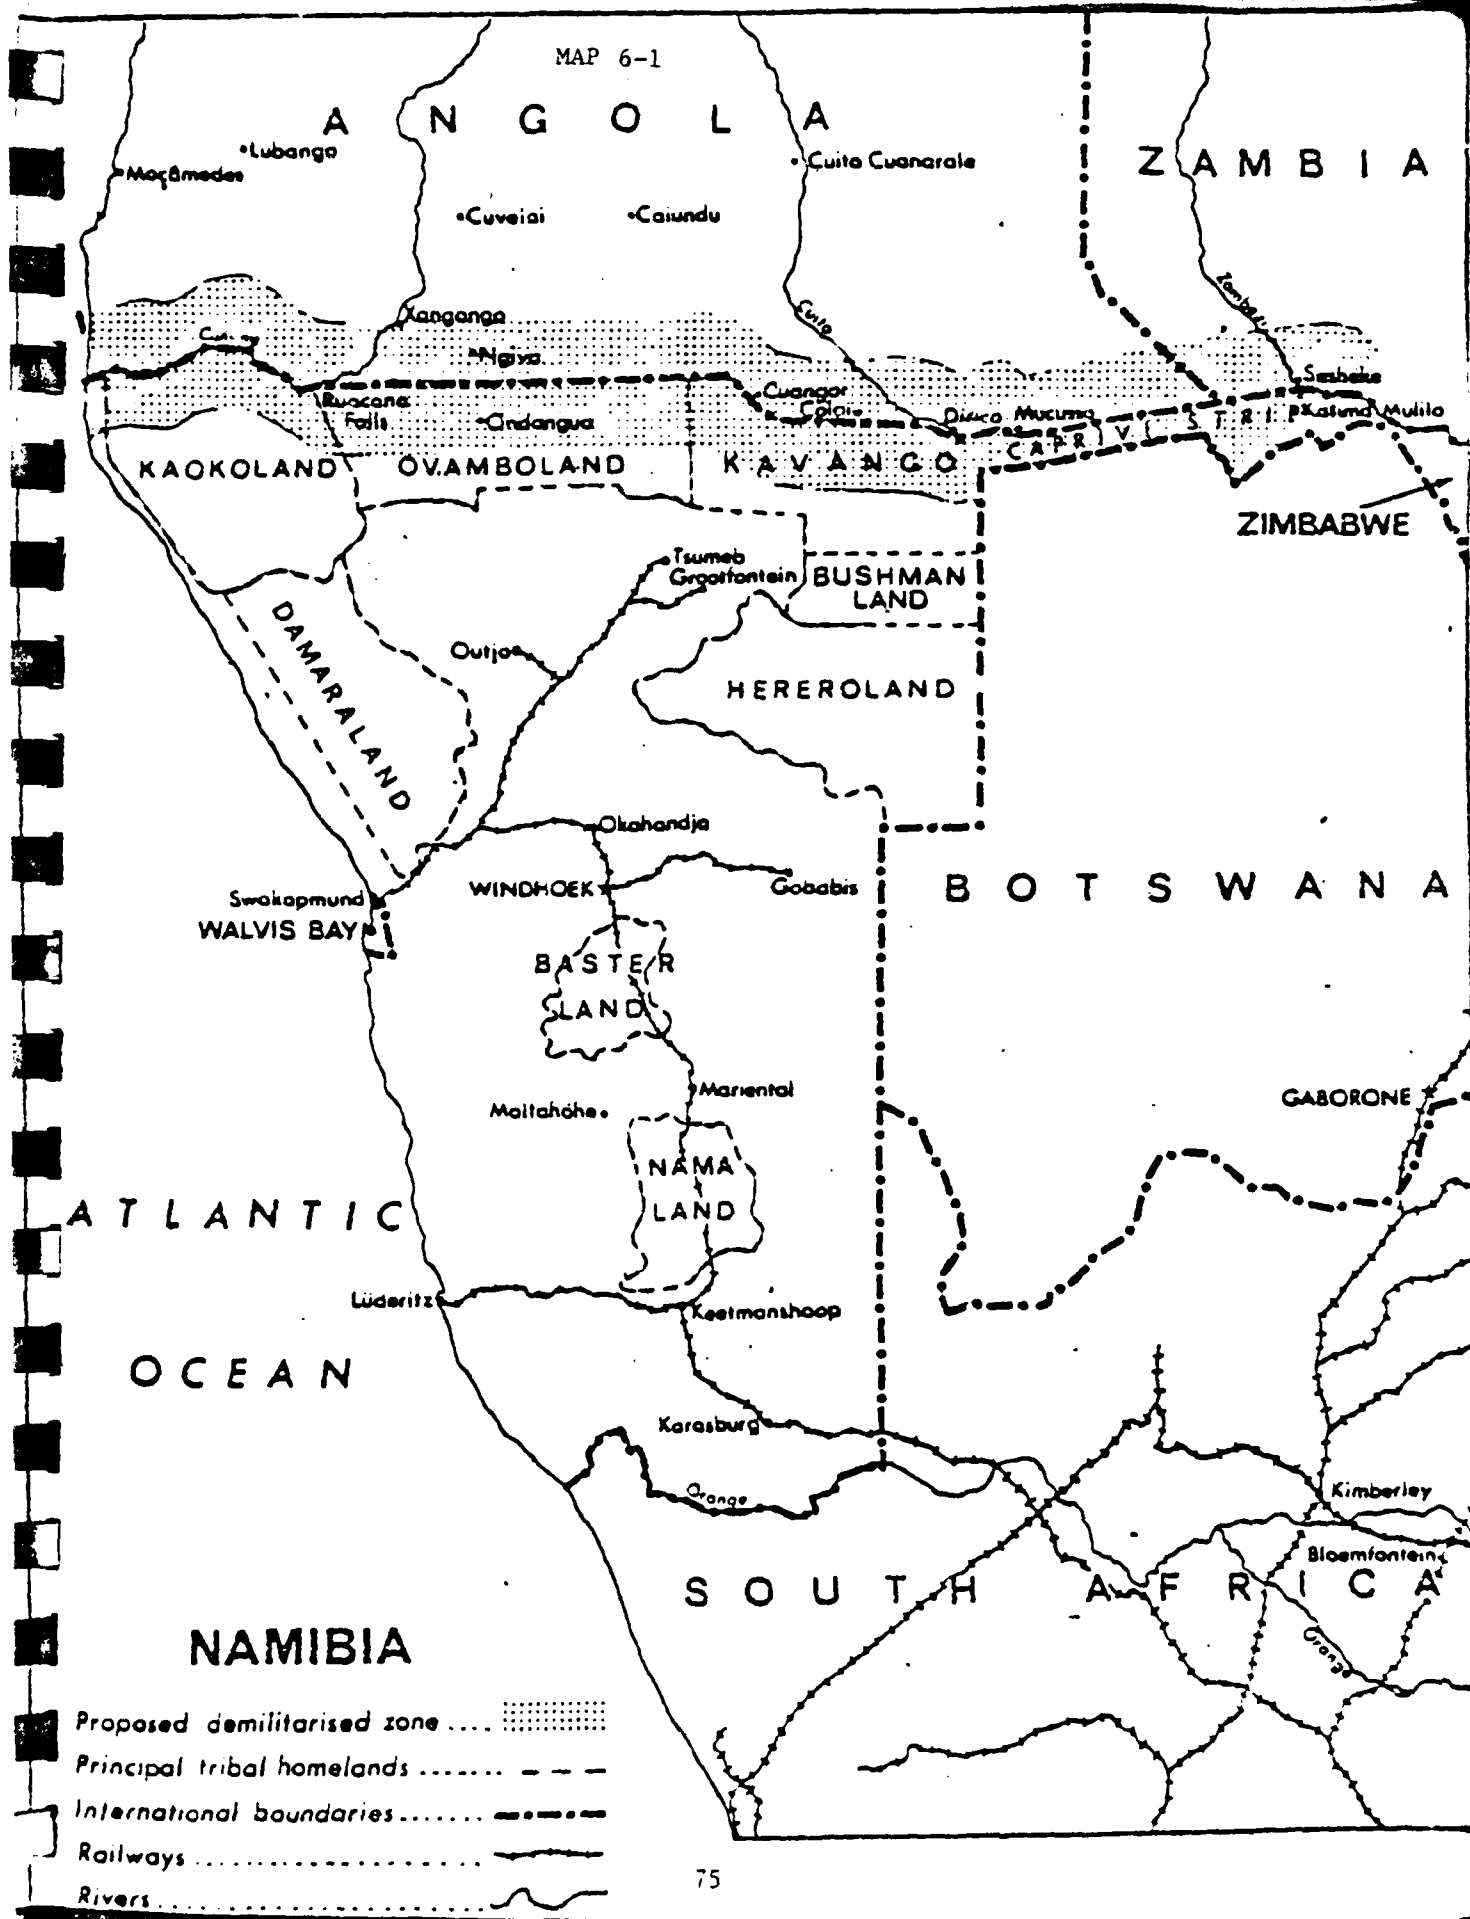 MAP 6-1
ANGOLA
ZAMBIA
Lubango
Moçâmedes
Cuito Cuanarale
Cuvelai
Caiundu
Zambezi
Xangongo
Cuito
Ngiva
Sesheke
Ruacana
Falls
Ondangua
Cuangar
Calai
Dirico
Mucusso
CAPRIVI STRIP
Katima Mulilo
KAOKOLAND
OVAMBOLAND
KAVANGO
ZIMBABWE
Tsumeb
Grootfontein
BUSHMAN
LAND
DAMARALAND
Outjo
HEREROLAND
Okahandja
WINDHOEK
Gobabis
BOTSWANA
Swakopmund
WALVIS BAY
BASTER
LAND
Mariental
Maltahöhe
GABORONE
NAMA
LAND
ATLANTIC
OCEAN
Lüderitz
Keetmanshoop
Karasburg
Orange
Kimberley
Bloemfontein
SOUTH AFRICA
Orange
NAMIBIA
Proposed demilitarised zone ....
Principal tribal homelands .......
International boundaries .......
Railways ......................
Rivers .........................
75